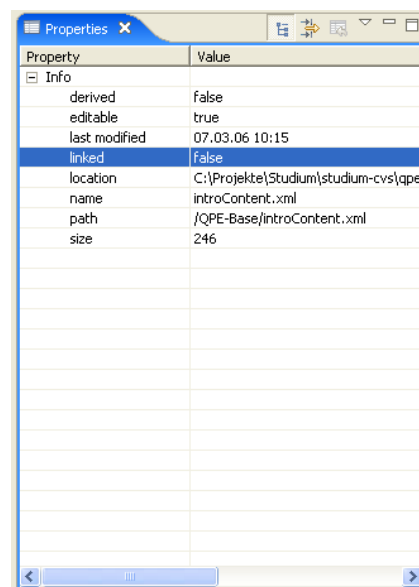 Properties
Property Value
Info
derived false
editable true
last modified 07.03.06 10:15
linked false
location C:\Projekte\Studium\studium-cvs\qpe
name introContent.xml
path /QPE-Base/introContent.xml
size 246